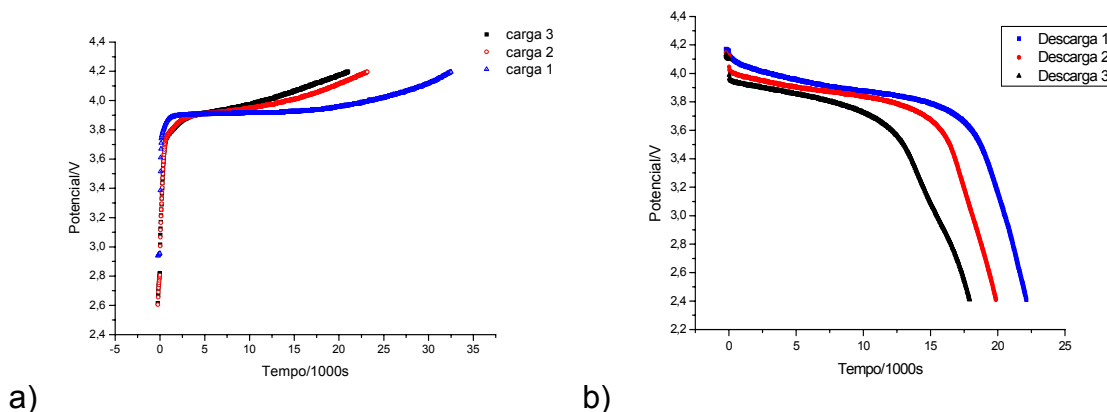 carga 3
carga 2
carga 1
4,4
4,2
4,0
3,8
3,6
3,4
3,2
3,0
2,8
2,6
2,4
Potencial/V
-5 0 5 10 15 20 25 30 35
Tempo/1000s
a)
Descarga 1
Descarga 2
Descarga 3
4,4
4,2
4,0
3,8
3,6
3,4
3,2
3,0
2,8
2,6
2,4
2,2
Potencial/V
0 5 10 15 20 25
Tempo/1000s
b)